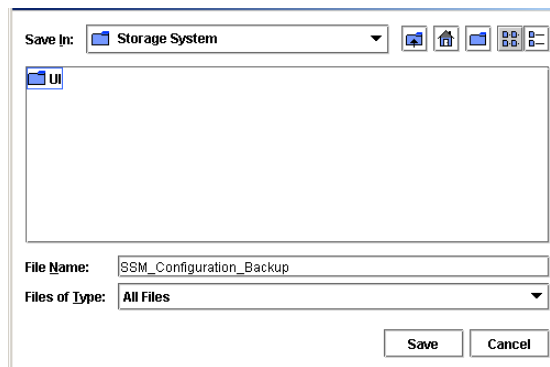 Save In: Storage System
UI
File Name: SSM_Configuration_Backup
Files of Type: All Files
Save Cancel